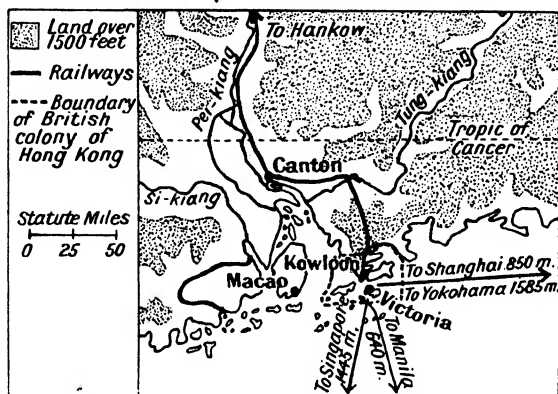 Land over
1500 feet
Railways
Boundary
of British
colony of
Hong Kong
Statute Miles
0 25 50
To Hankow
Pei-kiang
Tung-kiang
Tropic of
Cancer
Canton
Si-kiang
Kowloon
Macao
Victoria
To Shanghai 850 m.
To Yokohama 1585 m.
To Singapore
1445 m.
To Manila
640 m.